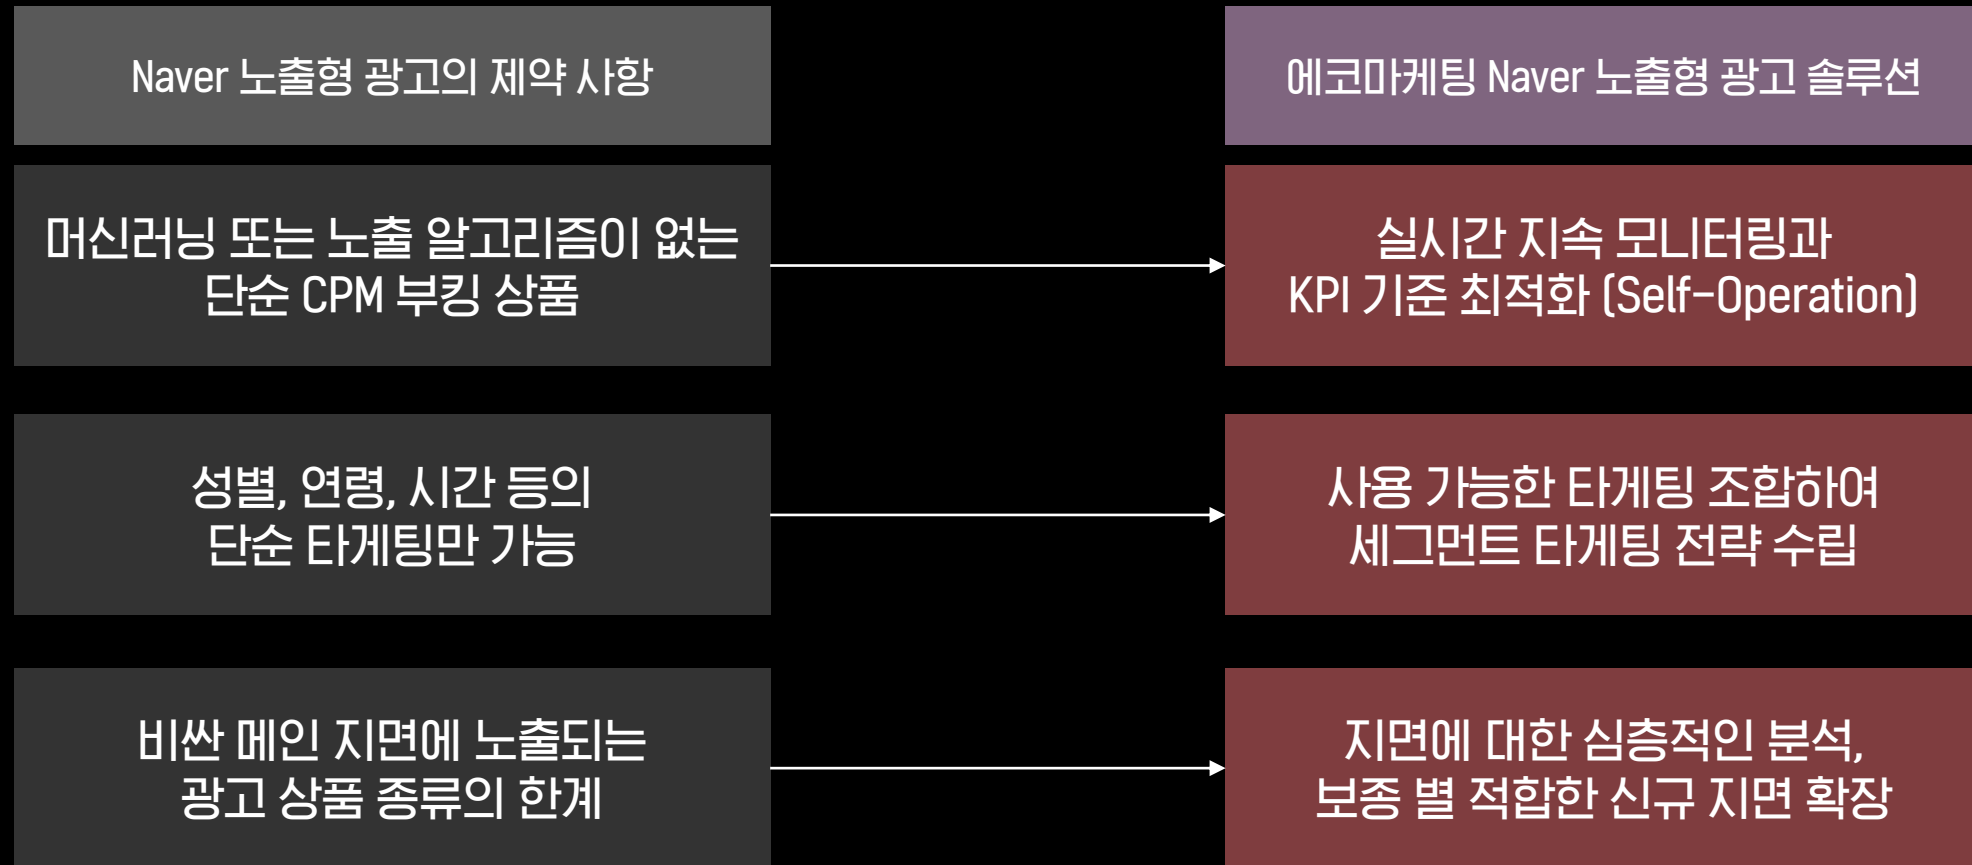 Naver 노출형 광고의 제약 사항
에코마케팅 Naver 노출형 광고 솔루션
머신러닝 또는 노출 알고리즘이 없는
단순 CPM 부킹 상품
실시간 지속 모니터링과
KPI 기준 최적화 (Self-Operation)
성별, 연령, 시간 등의
단순 타게팅만 가능
사용 가능한 타게팅 조합하여
세그먼트 타게팅 전략 수립
비싼 메인 지면에 노출되는
광고 상품 종류의 한계
지면에 대한 심층적인 분석,
보종 별 적합한 신규 지면 확장